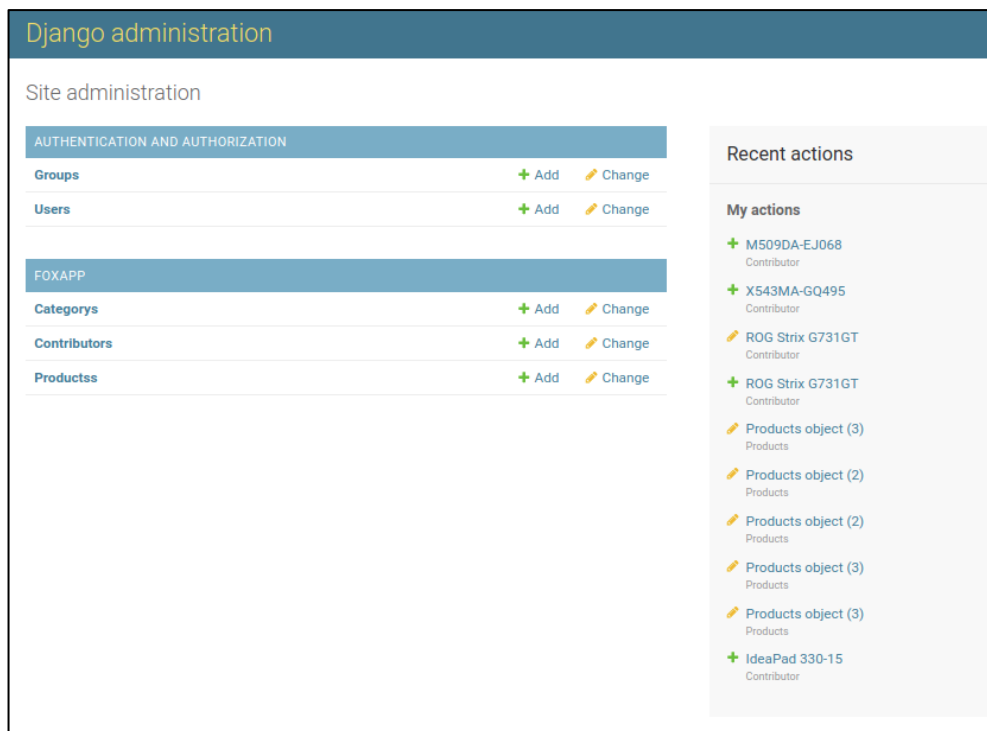 Django administration
Site administration
AUTHENTICATION AND AUTHORIZATION
Groups Add Change
Users Add Change
FOXAPP
Categorys Add Change
Contributors Add Change
Productss Add Change
Recent actions
My actions
M509DA-EJ068
Contributor
X543MA-GQ495
Contributor
ROG Strix G731GT
Contributor
ROG Strix G731GT
Contributor
Products object (3)
Products
Products object (2)
Products
Products object (2)
Products
Products object (3)
Products
Products object (3)
Products
IdeaPad 330-15
Contributor